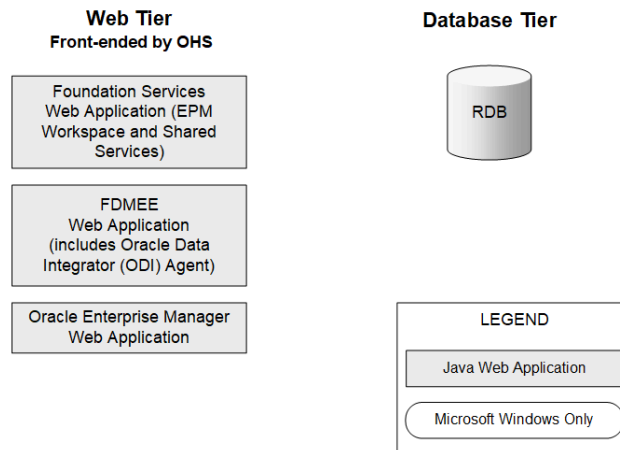 Web Tier
Front-ended by OHS
Foundation Services
Web Application (EPM
Workspace and Shared
Services)
FDMEE
Web Application
(includes Oracle Data
Integrator (ODI) Agent)
Oracle Enterprise Manager
Web Application
Database Tier
RDB
LEGEND
Java Web Application
Microsoft Windows Only